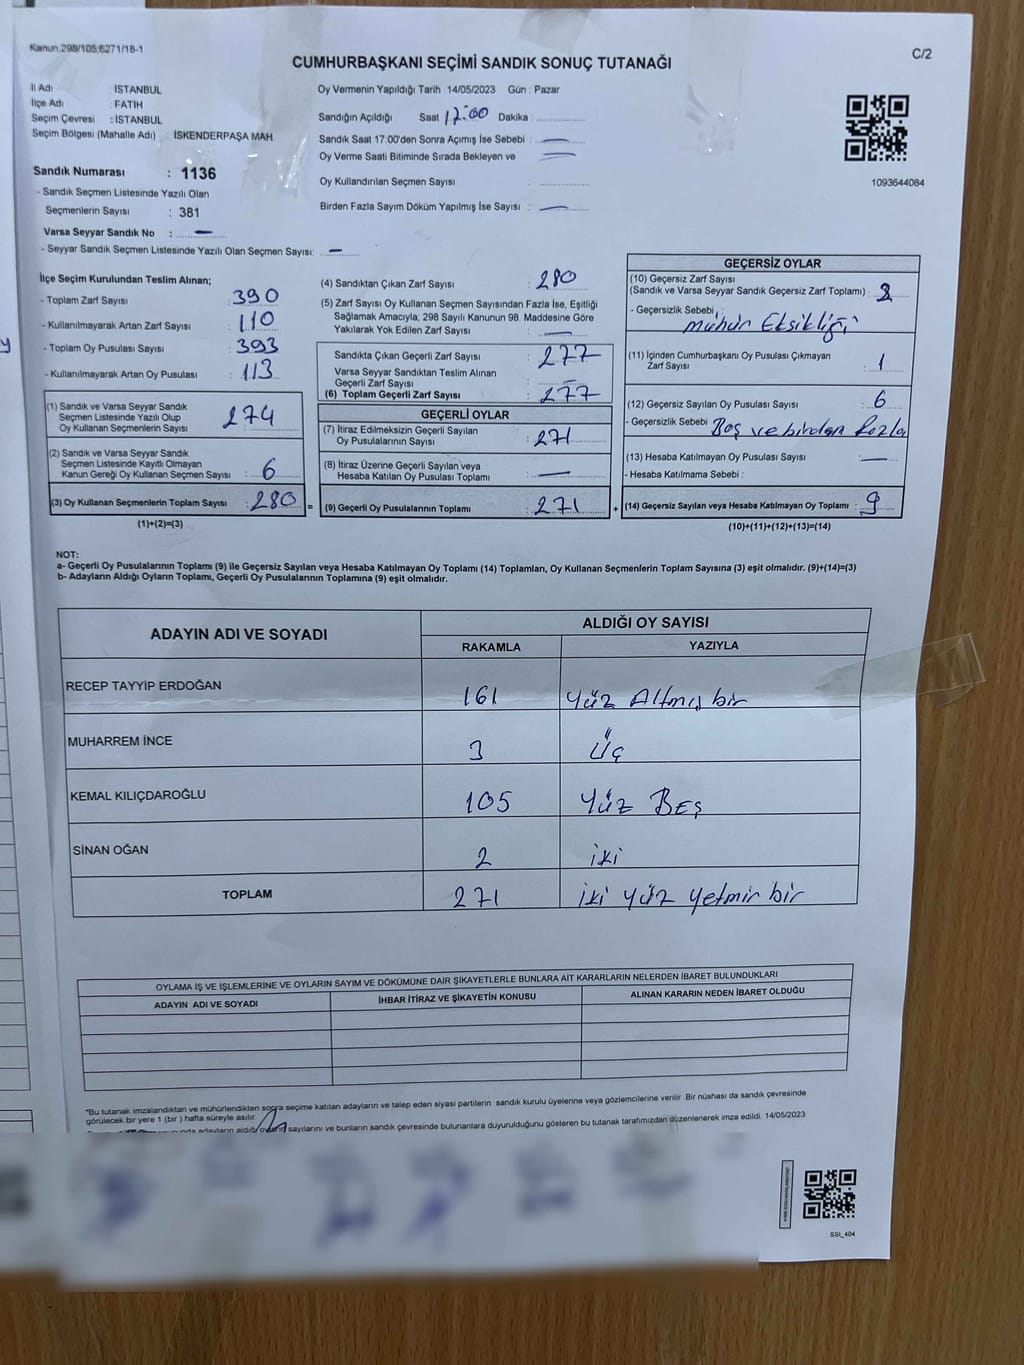 Kanun.298/105;6271/18-1
C/2
CUMHURBAŞKANI SEÇİMİ SANDIK SONUÇ TUTANAĞI
İl Adı : İSTANBUL
İlçe Adı : FATİH
Seçim Çevresi : İSTANBUL
Seçim Bölgesi (Mahalle Adı) : İSKENDERPAŞA MAH.
Sandık Numarası : 1136
- Sandık Seçmen Listesinde Yazılı Olan
Seçmenlerin Sayısı : 381
Varsa Seyyar Sandık No : —
- Seyyar Sandık Seçmen Listesinde Yazılı Olan Seçmen Sayısı: —
Oy Vermenin Yapıldığı Tarih : 14/05/2023 Gün : Pazar
Sandığın Açıldığı Saat Dakika :
Sandık Saat 17:00'den Sonra Açımış İse Sebebi : —
Oy Verme Saati Bitiminde Sırada Bekleyen ve
Oy Kullandırılan Seçmen Sayısı :
Birden Fazla Sayım Döküm Yapılmış İse Sayısı : —
1093644084
İlçe Seçim Kurulundan Teslim Alınan;
- Toplam Zarf Sayısı : 390
- Kullanılmayarak Artan Zarf Sayısı : 110
- Toplam Oy Pusulası Sayısı : 393
- Kullanılmayarak Artan Oy Pusulası : 113
(1) Sandık ve Varsa Seyyar Sandık
Seçmen Listesinde Yazılı Olup
Oy Kullanan Seçmenlerin Sayısı : 274
(2) Sandık ve Varsa Seyyar Sandık
Seçmen Listesinde Kayıtlı Olmayan
Kanun Gereği Oy Kullanan Seçmen Sayısı : 6
(3) Oy Kullanan Seçmenlerin Toplam Sayısı : 280
(1)+(2)=(3)
(4) Sandıktan Çıkan Zarf Sayısı : 280
(5) Zarf Sayısı Oy Kullanan Seçmen Sayısından Fazla İse, Eşitliği
Sağlamak Amacıyla; 298 Sayılı Kanunun 98. Maddesine Göre
Yakılarak Yok Edilen Zarf Sayısı : —
Sandıkta Çıkan Geçerli Zarf Sayısı : 277
Varsa Seyyar Sandıktan Teslim Alınan
Geçerli Zarf Sayısı : —
(6) Toplam Geçerli Zarf Sayısı : 277
GEÇERLİ OYLAR
(7) İtiraz Edilmeksizin Geçerli Sayılan
Oy Pusulalarının Sayısı : 271
(8) İtiraz Üzerine Geçerli Sayılan veya
Hesaba Katılan Oy Pusulası Toplamı : —
= (9) Geçerli Oy Pusulalarının Toplamı : 271 +
GEÇERSİZ OYLAR
(10) Geçersiz Zarf Sayısı
(Sandık ve Varsa Seyyar Sandık Geçersiz Zarf Toplamı) :
- Geçersizlik Sebebi :
mühür Eksikliği
(11) İçinden Cumhurbaşkanı Oy Pusulası Çıkmayan
Zarf Sayısı : 1
(12) Geçersiz Sayılan Oy Pusulası Sayısı : 6
- Geçersizlik Sebebi : Boş ve birden fazla
(13) Hesaba Katılmayan Oy Pusulası Sayısı : —
- Hesaba Katılmama Sebebi :
(14) Geçersiz Sayılan veya Hesaba Katılmayan Oy Toplamı : 9
(10)+(11)+(12)+(13)=(14)
NOT:
a- Geçerli Oy Pusulalarının Toplamı (9) ile Geçersiz Sayılan veya Hesaba Katılmayan Oy Toplamı (14) Toplamları, Oy Kullanan Seçmenlerin Toplam Sayısına (3) eşit olmalıdır. (9)+(14)=(3)
b- Adayların Aldığı Oyların Toplamı, Geçerli Oy Pusulalarının Toplamına (9) eşit olmalıdır.
ADAYIN ADI VE SOYADI
ALDIĞI OY SAYISI
RAKAMLA YAZIYLA
RECEP TAYYİP ERDOĞAN 161 Yüz Altmış bir
MUHARREM İNCE 3 Üç
KEMAL KILIÇDAROĞLU 105 Yüz BEŞ
SİNAN OĞAN 2 iki
TOPLAM 271 iki yüz yetmir bir
OYLAMA İŞ VE İŞLEMLERİNE VE OYLARIN SAYIM VE DÖKÜMÜNE DAİR ŞİKAYETLERLE BUNLARA AİT KARARLARIN NELERDEN İBARET BULUNDUKLARI
ADAYIN ADI VE SOYADI İHBAR İTİRAZ VE ŞİKAYETİN KONUSU ALINAN KARARIN NEDEN İBARET OLDUĞU
*Bu tutanak imzalandıktan ve mühürlendikten sonra seçime katılan adayların ve talep eden siyasi partilerin sandık kurulu üyelerine veya gözlemcilerine verilir. Bir nüshası da sandık çevresinde
görülecek bir yere 1 (bir ) hafta süreyle asılır.
adayların aldığı oyların sayılarını ve bunların sandık çevresinde bulunanlara duyurulduğunu gösteren bu tutanak tarafımızdan düzenlenerek imza edildi. 14/05/2023
SSI_404